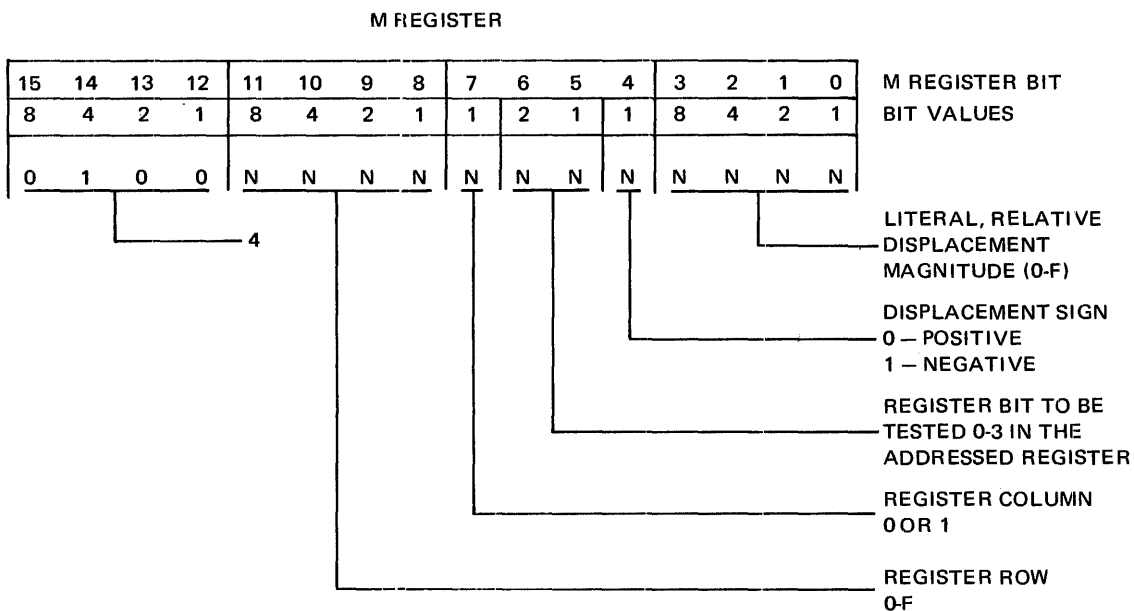 M REGISTER
15 14 13 12 11 10 9 8 7 6 5 4 3 2 1 0 M REGISTER BIT
8 4 2 1 8 4 2 1 1 2 1 1 8 4 2 1 BIT VALUES
0 1 0 0 N N N N N N N N N N N N
4
LITERAL, RELATIVE
DISPLACEMENT
MAGNITUDE (0-F)
DISPLACEMENT SIGN
0 — POSITIVE
1 — NEGATIVE
REGISTER BIT TO BE
TESTED 0-3 IN THE
ADDRESSED REGISTER
REGISTER COLUMN
0 OR 1
REGISTER ROW
0-F